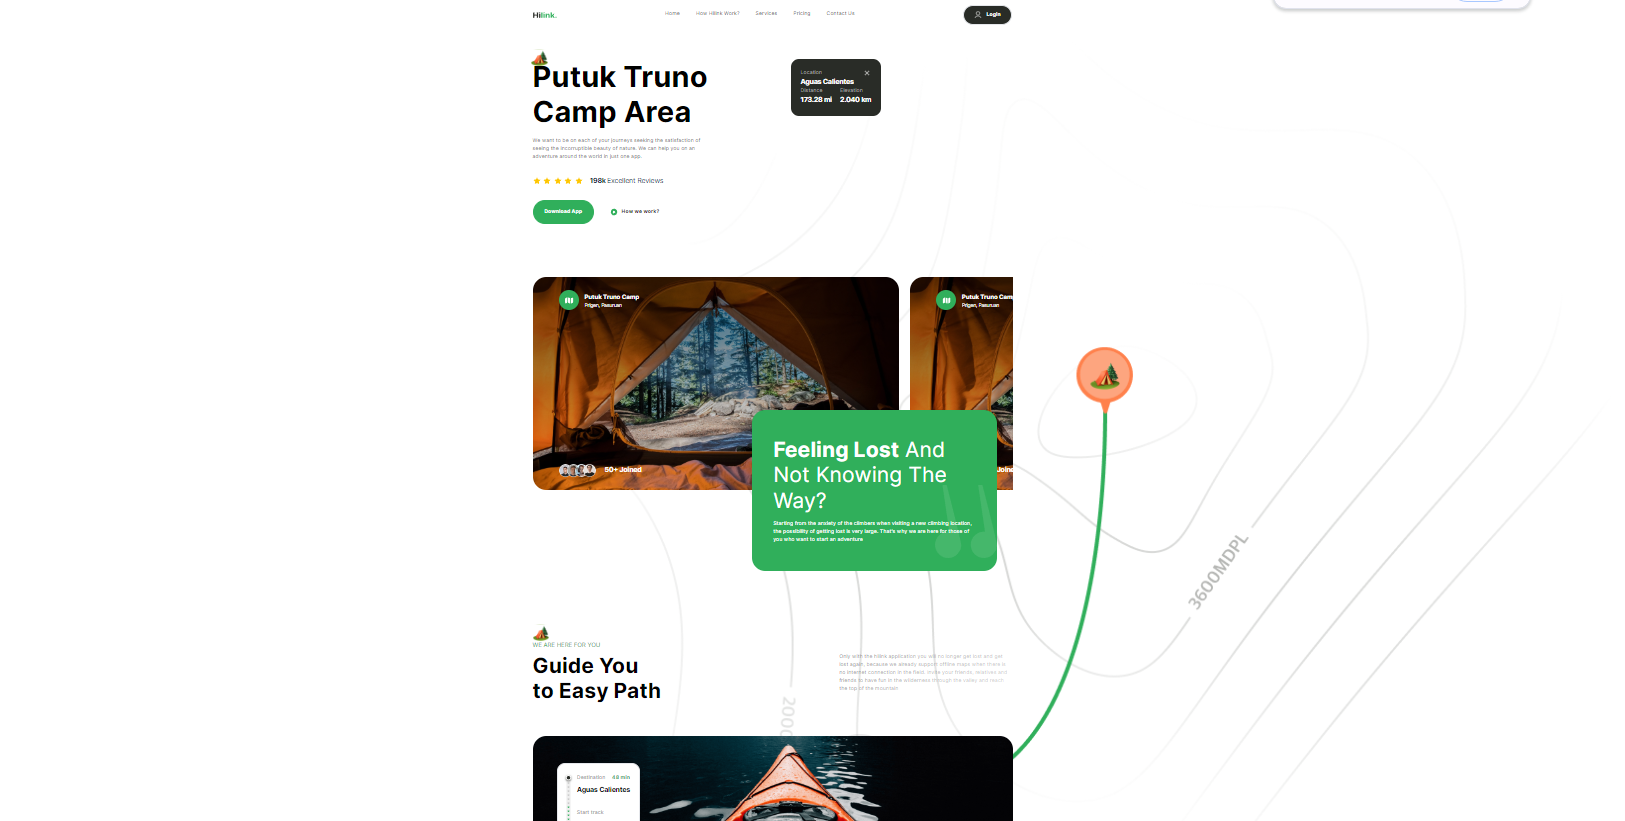 Hilink.
Home How Hilink Work? Services Pricing Contact Us
Login
Putuk Truno
Camp Area
We want to be on each of your journeys seeking the satisfaction of
seeing the incorruptible beauty of nature. We can help you on an
adventure around the world in just one app.
198k Excellent Reviews
Download App
How we work?
Location
Aguas Calientes
Distance Elevation
173.28 mi 2.040 km
Putuk Truno Camp
Prigen, Pasuruan
50+ Joined
Putuk Truno Cam
Prigen, Pasuruan
Joine
Feeling Lost And
Not Knowing The
Way?
Starting from the anxiety of the climbers when visiting a new climbing location,
the possibility of getting lost is very large. That's why we are here for those of
you who want to start an adventure
3600MDPL
WE ARE HERE FOR YOU
Guide You
to Easy Path
Only with the hilink application you will no longer get lost and get
lost again, because we already support offline maps when there is
no internet connection in the field. Invite your friends, relatives and
friends to have fun in the wilderness through the valley and reach
the top of the mountain
2000
Destination 48 min
Aguas Calientes
Start track